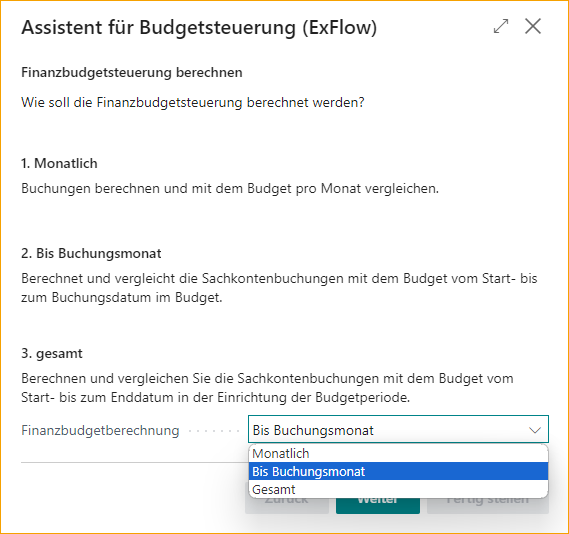 Assistent für Budgetsteuerung (ExFlow)
Finanzbudgetsteuerung berechnen
Wie soll die Finanzbudgetsteuerung berechnet werden?
1. Monatlich
Buchungen berechnen und mit dem Budget pro Monat vergleichen.
2. Bis Buchungsmonat
Berechnet und vergleicht die Sachkontenbuchungen mit dem Budget vom Start- bis
zum Buchungsdatum im Budget.
3. gesamt
Berechnen und vergleichen Sie die Sachkontenbuchungen mit dem Budget vom
Start- bis zum Enddatum in der Einrichtung der Budgetperiode.
Finanzbudgetberechnung
Bis Buchungsmonat
Monatlich
Bis Buchungsmonat
Gesamt
Zurück
Weiter
Fertig stellen